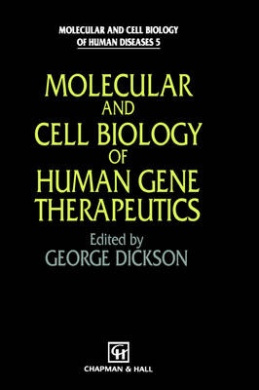 MOLECULAR AND CELL BIOLOGY
OF HUMAN DISEASES 5
MOLECULAR
AND
CELL BIOLOGY
OF
HUMAN GENE
THERAPEUTICS
Edited by
GEORGE DICKSON
CHAPMAN & HALL